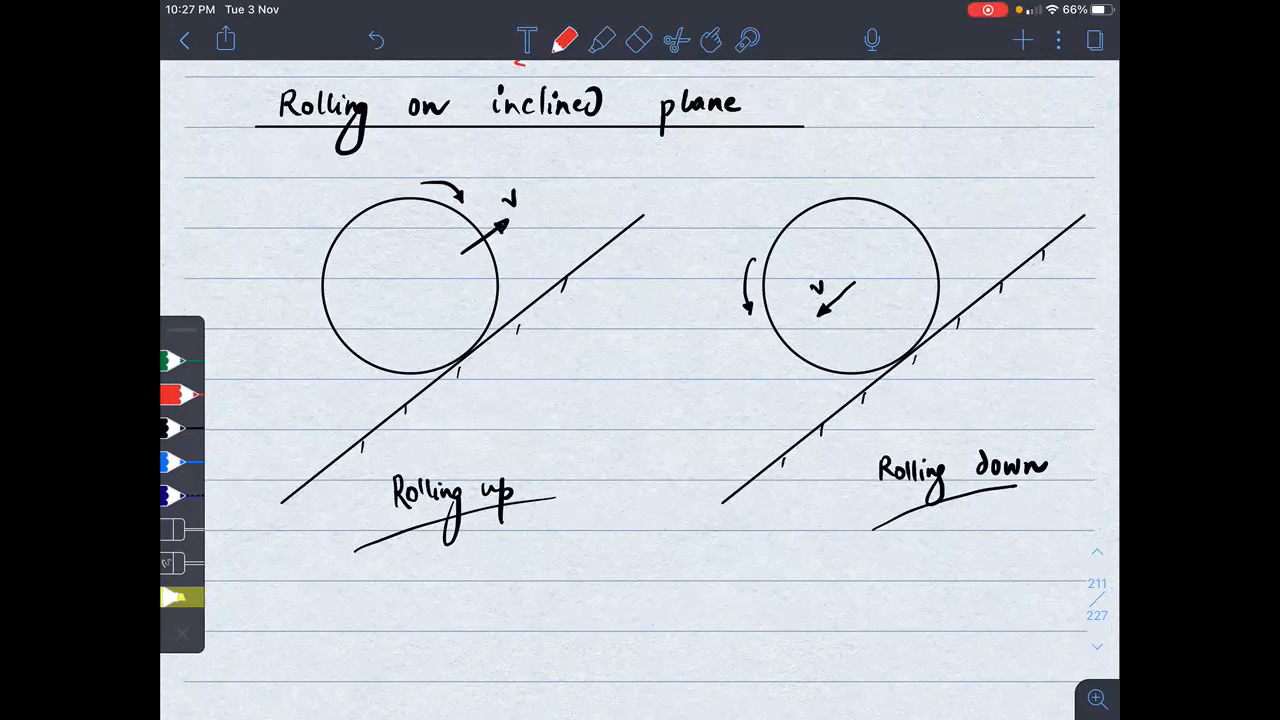 10:27 PM Tue 3 Nov
66%
T
Rolling on inclined plane
v
v
Rolling up
Rolling down
211
227